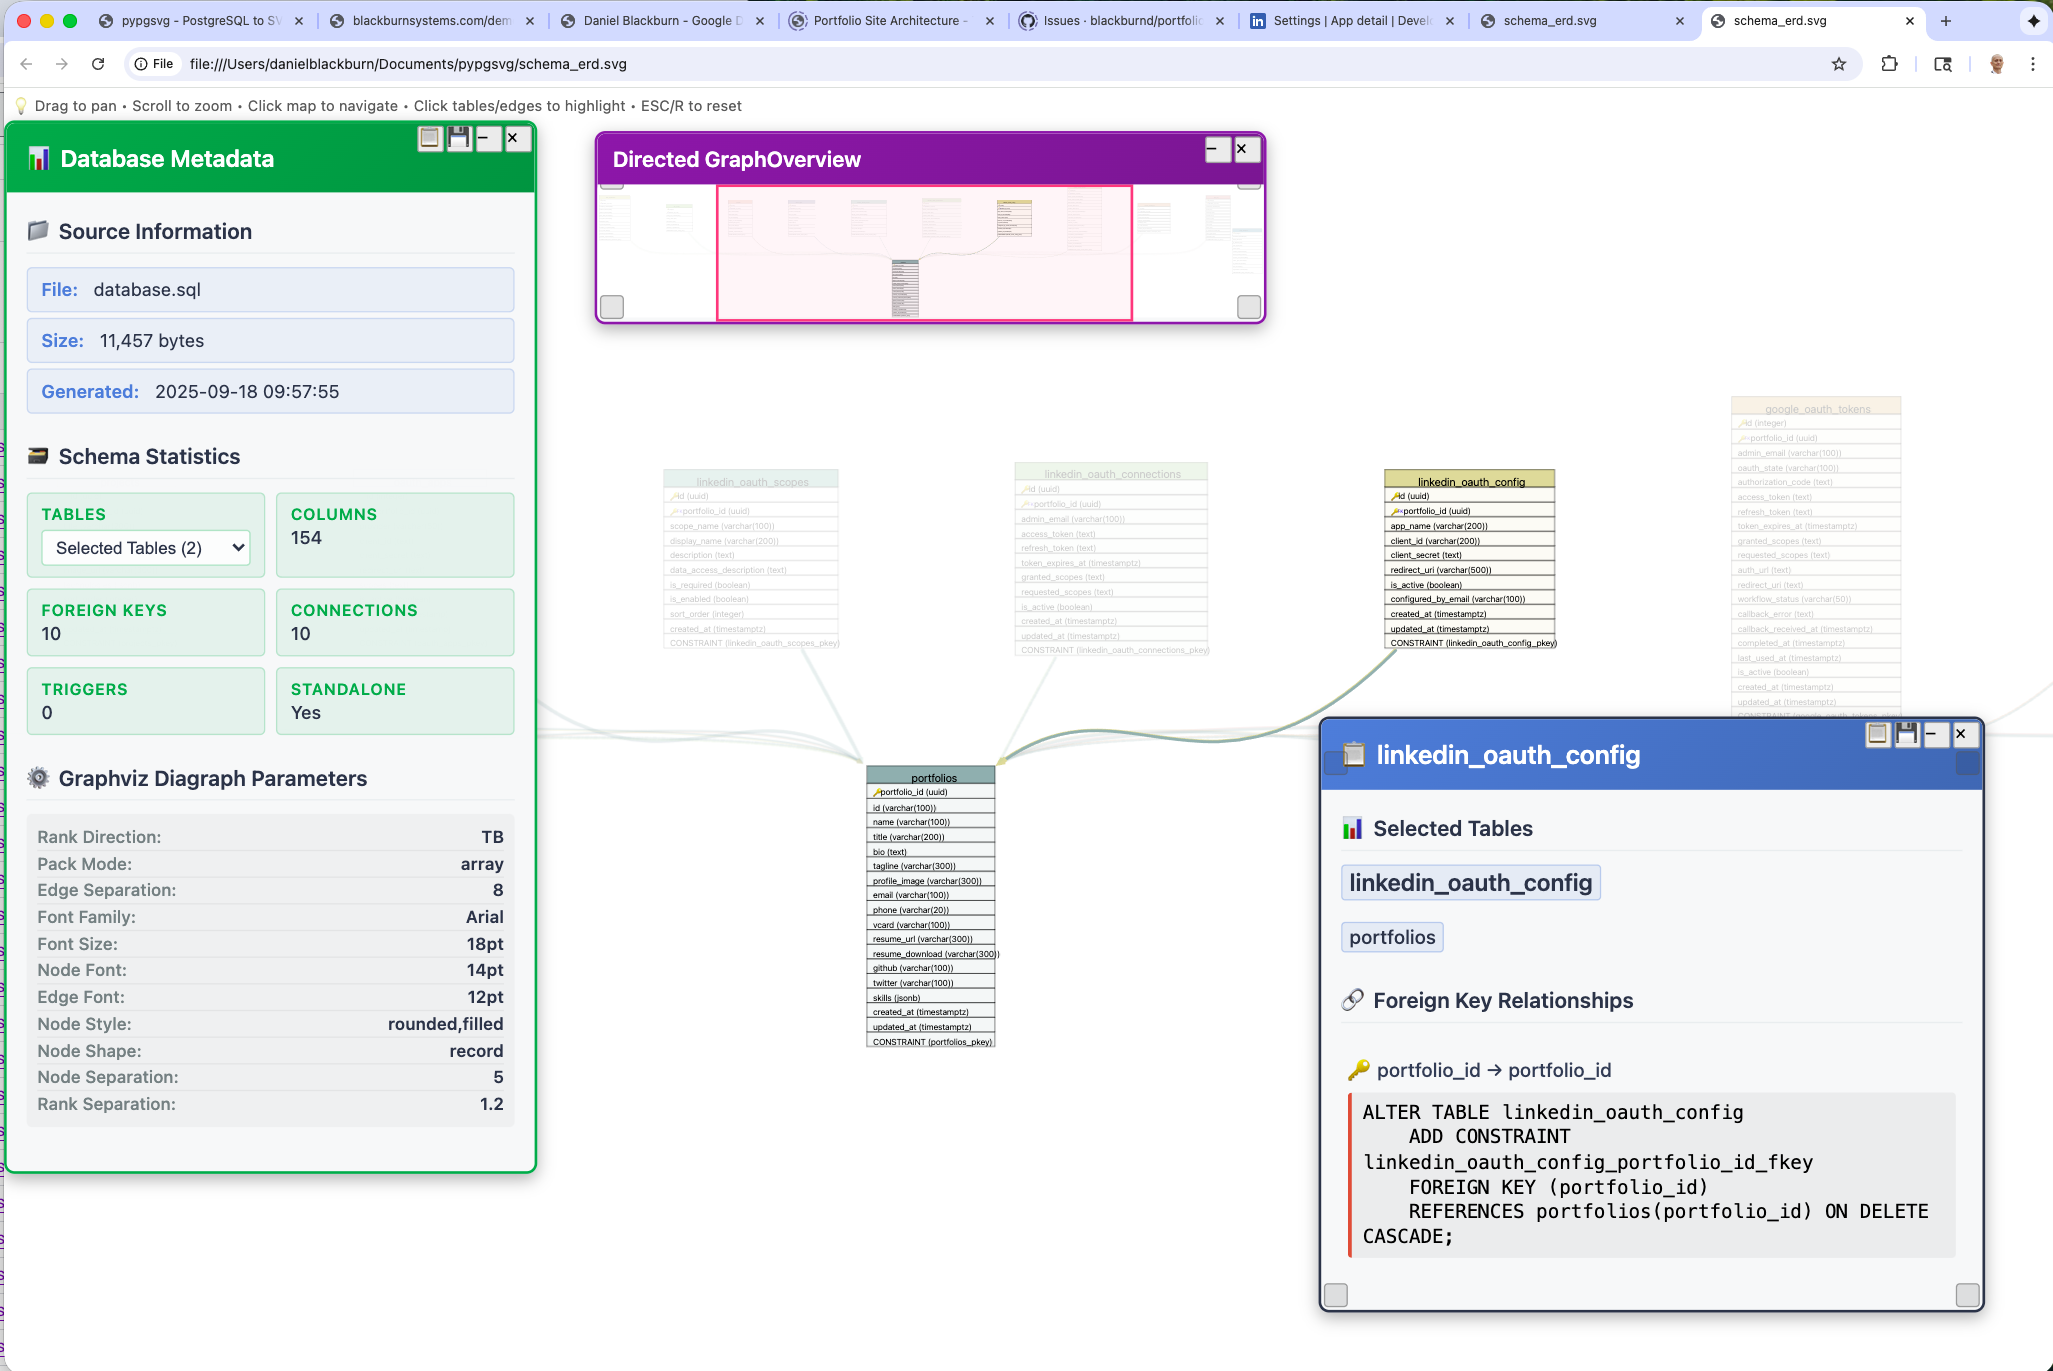 pypgsvg - PostgreSQL to SV
blackburnsystems.com/dem
Daniel Blackburn - Google D
Portfolio Site Architecture -
Issues · blackburnd/portfolio
Settings | App detail | Devel
schema_erd.svg
schema_erd.svg
File
file:///Users/danielblackburn/Documents/pypgsvg/schema_erd.svg
💡 Drag to pan • Scroll to zoom • Click map to navigate • Click tables/edges to highlight • ESC/R to reset
Database Metadata
Source Information
File: database.sql
Size: 11,457 bytes
Generated: 2025-09-18 09:57:55
Schema Statistics
TABLES
Selected Tables (2)
COLUMNS
154
FOREIGN KEYS
10
CONNECTIONS
10
TRIGGERS
0
STANDALONE
Yes
Graphviz Diagraph Parameters
Rank Direction: TB
Pack Mode: array
Edge Separation: 8
Font Family: Arial
Font Size: 18pt
Node Font: 14pt
Edge Font: 12pt
Node Style: rounded,filled
Node Shape: record
Node Separation: 5
Rank Separation: 1.2
Directed GraphOverview
linkedin_oauth_scopes
id (uuid)
portfolio_id (uuid)
scope_name (varchar(100))
display_name (varchar(200))
description (text)
data_access_description (text)
is_required (boolean)
is_enabled (boolean)
sort_order (integer)
created_at (timestamptz)
CONSTRAINT (linkedin_oauth_scopes_pkey)
linkedin_oauth_connections
id (uuid)
portfolio_id (uuid)
admin_email (varchar(100))
access_token (text)
refresh_token (text)
token_expires_at (timestamptz)
granted_scopes (text)
requested_scopes (text)
is_active (boolean)
created_at (timestamptz)
updated_at (timestamptz)
CONSTRAINT (linkedin_oauth_connections_pkey)
linkedin_oauth_config
id (uuid)
portfolio_id (uuid)
app_name (varchar(200))
client_id (varchar(200))
client_secret (text)
redirect_uri (varchar(500))
is_active (boolean)
configured_by_email (varchar(100))
created_at (timestamptz)
updated_at (timestamptz)
CONSTRAINT (linkedin_oauth_config_pkey)
google_oauth_tokens
id (integer)
portfolio_id (uuid)
admin_email (varchar(100))
oauth_state (varchar(100))
authorization_code (text)
access_token (text)
refresh_token (text)
token_expires_at (timestamptz)
granted_scopes (text)
requested_scopes (text)
auth_url (text)
redirect_uri (text)
workflow_status (varchar(50))
callback_error (text)
callback_received_at (timestamptz)
completed_at (timestamptz)
last_used_at (timestamptz)
is_active (boolean)
created_at (timestamptz)
updated_at (timestamptz)
CONSTRAINT (google_oauth_tokens_pkey)
portfolios
portfolio_id (uuid)
id (varchar(100))
name (varchar(100))
title (varchar(200))
bio (text)
tagline (varchar(300))
profile_image (varchar(300))
email (varchar(100))
phone (varchar(20))
vcard (varchar(100))
resume_url (varchar(300))
resume_download (varchar(300))
github (varchar(100))
twitter (varchar(100))
skills (jsonb)
created_at (timestamptz)
updated_at (timestamptz)
CONSTRAINT (portfolios_pkey)
linkedin_oauth_config
Selected Tables
linkedin_oauth_config
portfolios
Foreign Key Relationships
portfolio_id → portfolio_id
ALTER TABLE linkedin_oauth_config
ADD CONSTRAINT
linkedin_oauth_config_portfolio_id_fkey
FOREIGN KEY (portfolio_id)
REFERENCES portfolios(portfolio_id) ON DELETE
CASCADE;